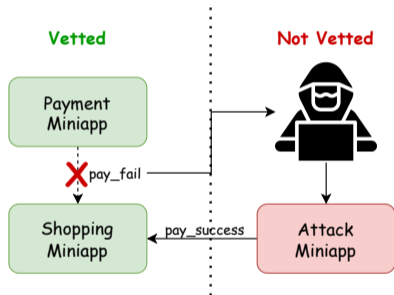 Vetted
Not Vetted
Payment
Miniapp
pay_fail
Shopping
Miniapp
pay_success
Attack
Miniapp